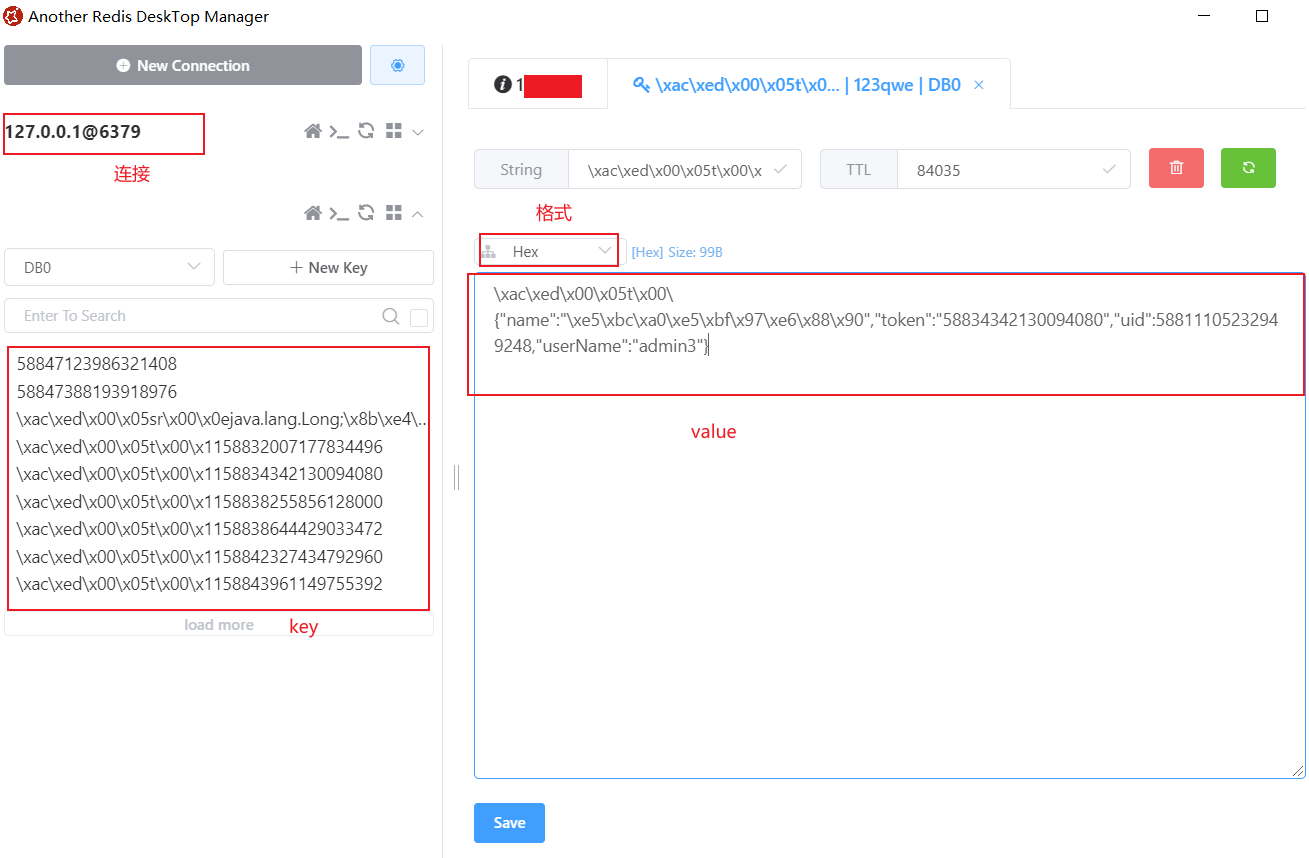 Another Redis DeskTop Manager
New Connection
127.0.0.1@6379
连接
DB0
New Key
Enter To Search
58847123986321408
58847388193918976
\xac\xed\x00\x05sr\x00\x0ejava.lang.Long;\x8b\xe4\...
\xac\xed\x00\x05t\x00\x1158832007177834496
\xac\xed\x00\x05t\x00\x1158834342130094080
\xac\xed\x00\x05t\x00\x1158838255856128000
\xac\xed\x00\x05t\x00\x1158838644429033472
\xac\xed\x00\x05t\x00\x1158842327434792960
\xac\xed\x00\x05t\x00\x1158843961149755392
load more
key
1
\xac\xed\x00\x05t\x0... | 123qwe | DB0
String
\xac\xed\x00\x05t\x00\x
TTL
84035
格式
Hex
[Hex] Size: 99B
\xac\xed\x00\x05t\x00\
{"name":"\xe5\xbc\xa0\xe5\xbf\x97\xe6\x88\x90","token":"58834342130094080","uid":5881110523294
9248,"userName":"admin3"}
value
Save